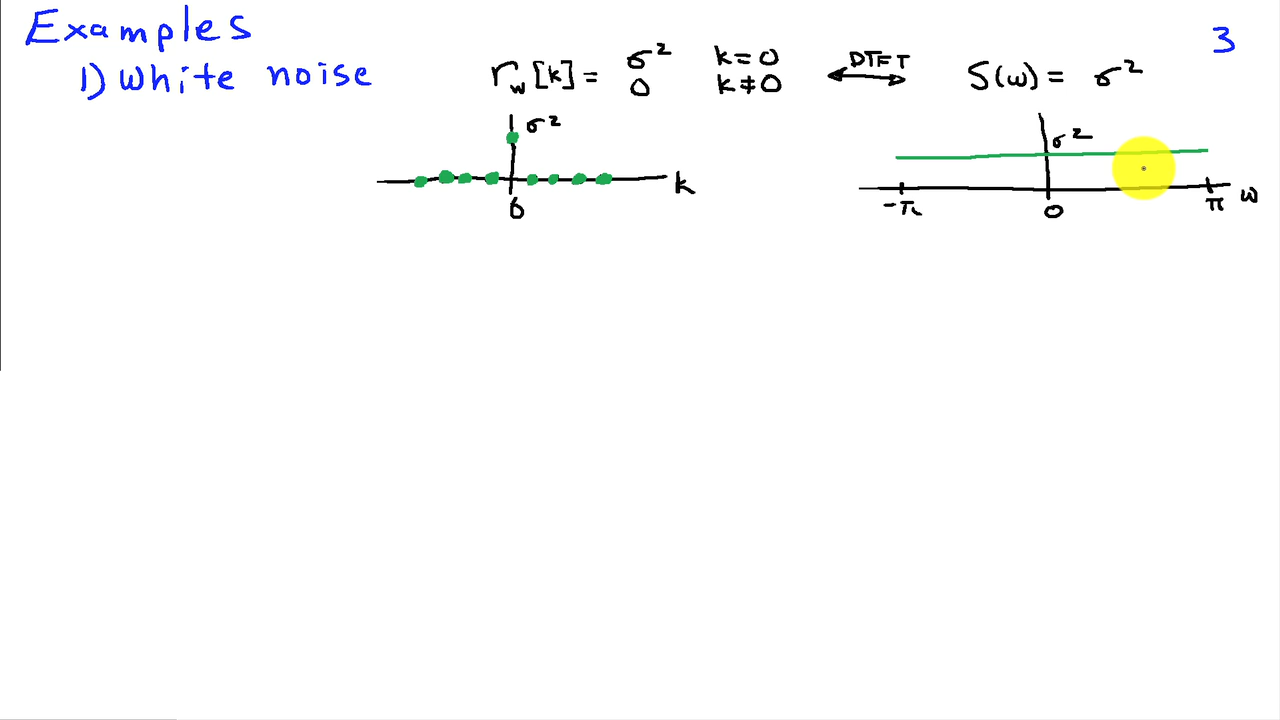 Examples
3
1) White noise
r_w[k] = σ² k=0
0 k≠0
DTFT
S(ω) = σ²
σ²
k
0
σ²
-π
0
π
ω